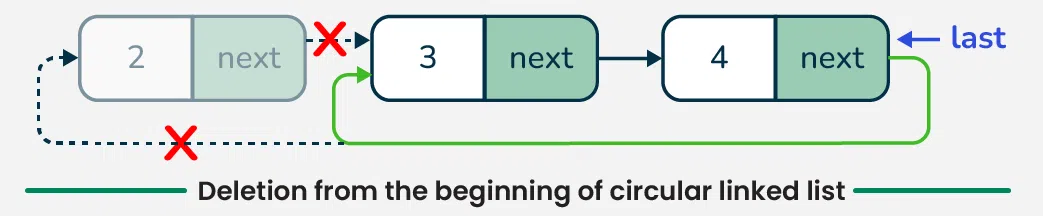 2 next 3 next 4 next last
Deletion from the beginning of circular linked list